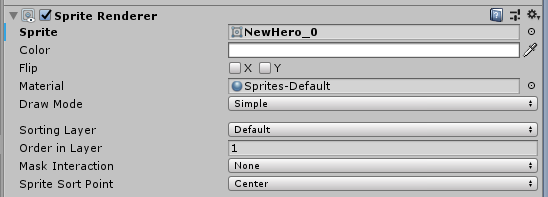 Sprite Renderer
Sprite NewHero_0
Color
Flip X Y
Material Sprites-Default
Draw Mode Simple
Sorting Layer Default
Order in Layer 1
Mask Interaction None
Sprite Sort Point Center